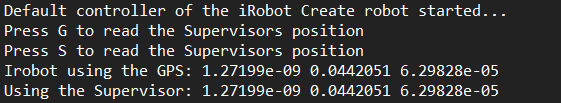 Default controller of the iRobot Create robot started...
Press G to read the Supervisors position
Press S to read the Supervisors position
Irobot using the GPS: 1.27199e-09 0.0442051 6.29828e-05
Using the Supervisor: 1.27199e-09 0.0442051 6.29828e-05